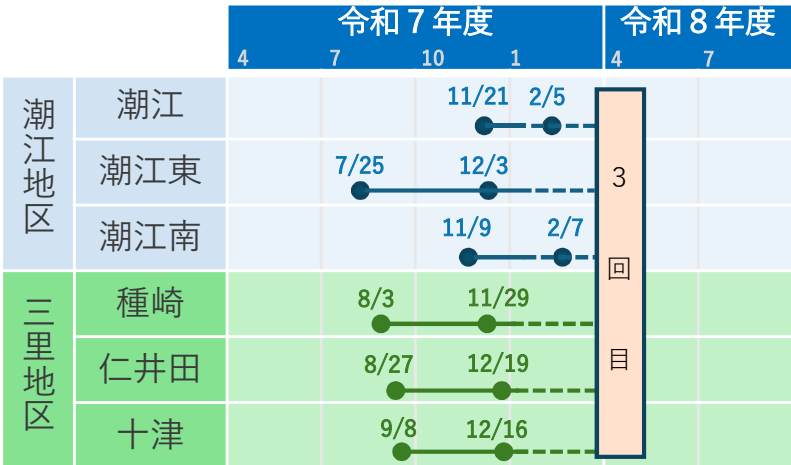 令和7年度 令和8年度
4 7 10 1 4 7
潮江地区
潮江 11/21 2/5
潮江東 7/25 12/3
潮江南 11/9 2/7
三里地区
種崎 8/3 11/29
仁井田 8/27 12/19
十津 9/8 12/16
3回目